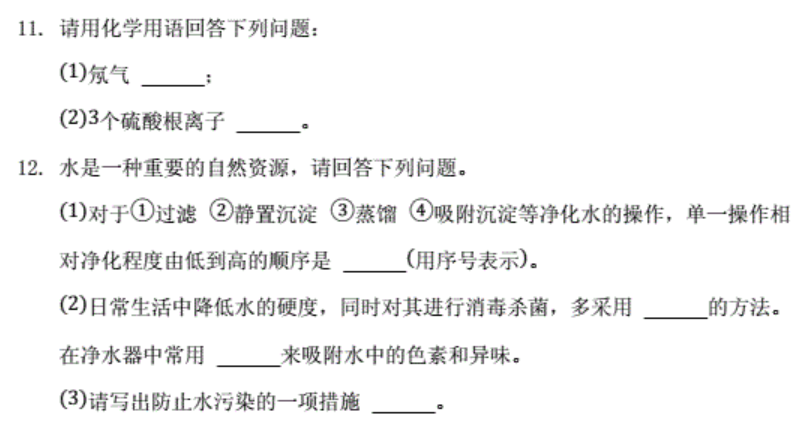 11. 请用化学用语回答下列问题：
(1)氖气 ______；
(2)3个硫酸根离子 ______。
12. 水是一种重要的自然资源，请回答下列问题。
(1)对于①过滤 ②静置沉淀 ③蒸馏 ④吸附沉淀等净化水的操作，单一操作相
对净化程度由低到高的顺序是 ______(用序号表示)。
(2)日常生活中降低水的硬度，同时对其进行消毒杀菌，多采用 ______的方法。
在净水器中常用 ______来吸附水中的色素和异味。
(3)请写出防止水污染的一项措施 ______。